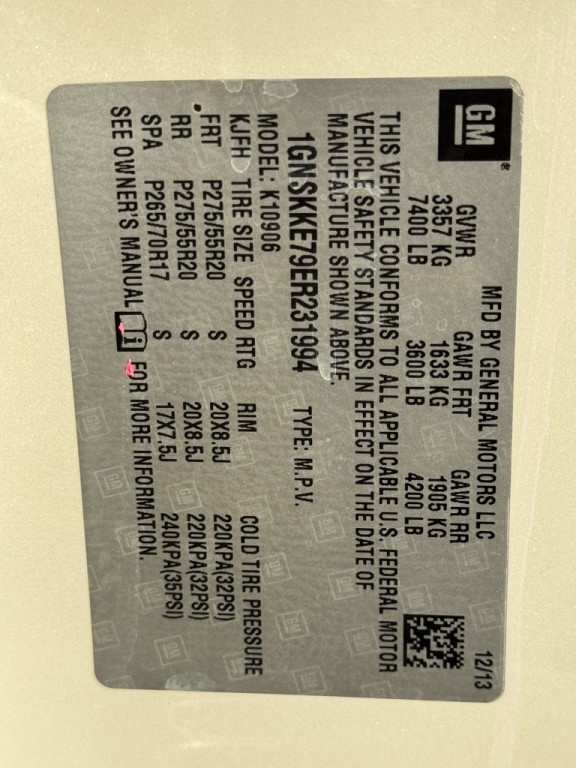 GM
MFD BY GENERAL MOTORS LLC 12/13
GVWR GAWR FRT GAWR RR
3357 KG 1633 KG 1905 KG
7400 LB 3600 LB 4200 LB
THIS VEHICLE CONFORMS TO ALL APPLICABLE U.S. FEDERAL MOTOR
VEHICLE SAFETY STANDARDS IN EFFECT ON THE DATE OF
MANUFACTURE SHOWN ABOVE.
1GNSKKE79ER231994 TYPE: M.P.V.
MODEL: K10906
KJFH TIRE SIZE SPEED RTG RIM COLD TIRE PRESSURE
FRT P275/55R20 S 20X8.5J 220KPA(32PSI)
RR P275/55R20 S 20X8.5J 220KPA(32PSI)
SPA P265/70R17 S 17X7.5J 240KPA(35PSI)
SEE OWNER'S MANUAL FOR MORE INFORMATION.